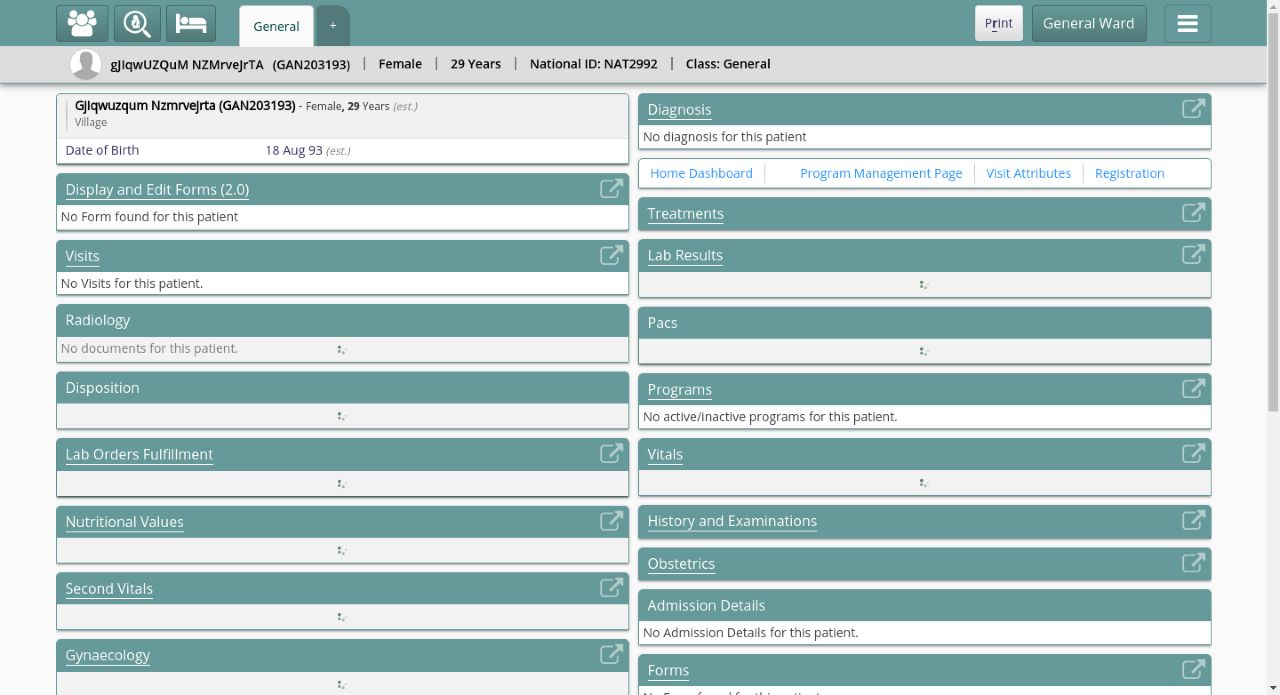 General
+
Print
General Ward
gJIqwUZQuM NZMrveJrTA (GAN203193) | Female | 29 Years | National ID: NAT2992 | Class: General
GJIqwuzqum Nzmrvejrta (GAN203193) - Female, 29 Years (est.)
Village
Date of Birth 18 Aug 93 (est.)
Display and Edit Forms (2.0)
No Form found for this patient
Visits
No Visits for this patient.
Radiology
No documents for this patient.
Disposition
Lab Orders Fulfillment
Nutritional Values
Second Vitals
Gynaecology
Diagnosis
No diagnosis for this patient
Home Dashboard Program Management Page Visit Attributes Registration
Treatments
Lab Results
Pacs
Programs
No active/inactive programs for this patient.
Vitals
History and Examinations
Obstetrics
Admission Details
No Admission Details for this patient.
Forms